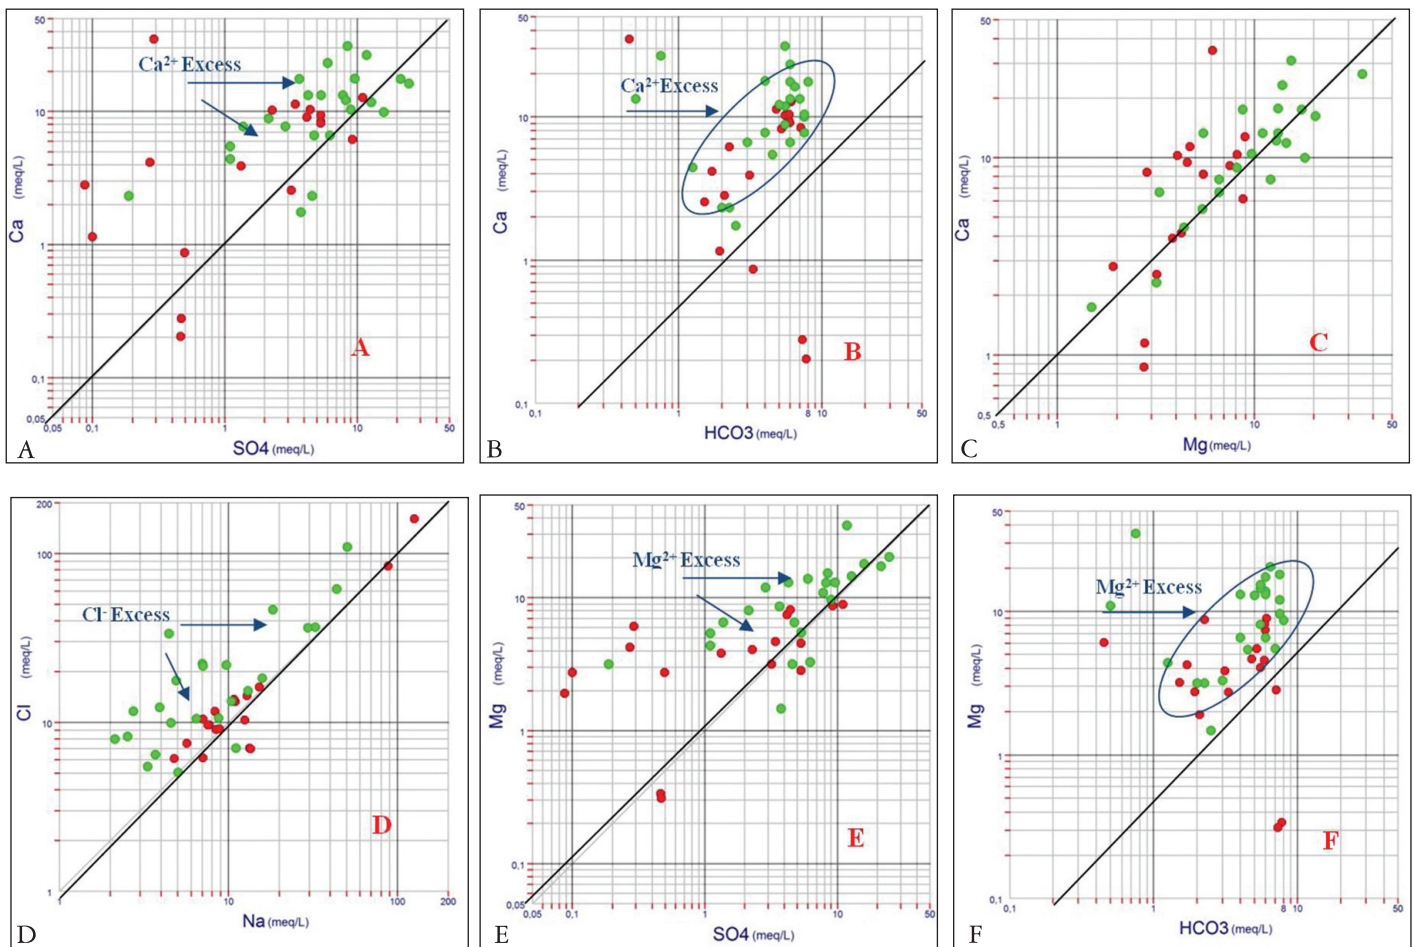 50
10
1
0,1
0,05
0,05
0,1
1
10
50
Ca (meq/L)
SO4 (meq/L)
Ca²⁺ Excess
A
A
50
10
1
0.1
0.1
1
8 10
50
Ca (meq/L)
HCO3 (meq/L)
Ca²⁺Excess
B
B
50
10
1
0.5
0.5
1
10
50
Ca (meq/L)
Mg (meq/L)
C
C
200
100
10
1
1
10
100
200
Cl (meq/L)
Na (meq/L)
Cl⁻ Excess
D
D
50
10
1
0,1
0,05
0,05
0,1
1
10
50
Mg (meq/L)
SO4 (meq/L)
Mg²⁺ Excess
E
E
50
10
1
0.1
0.1
1
8 10
50
Mg (meq/L)
HCO3 (meq/L)
Mg²⁺ Excess
F
F